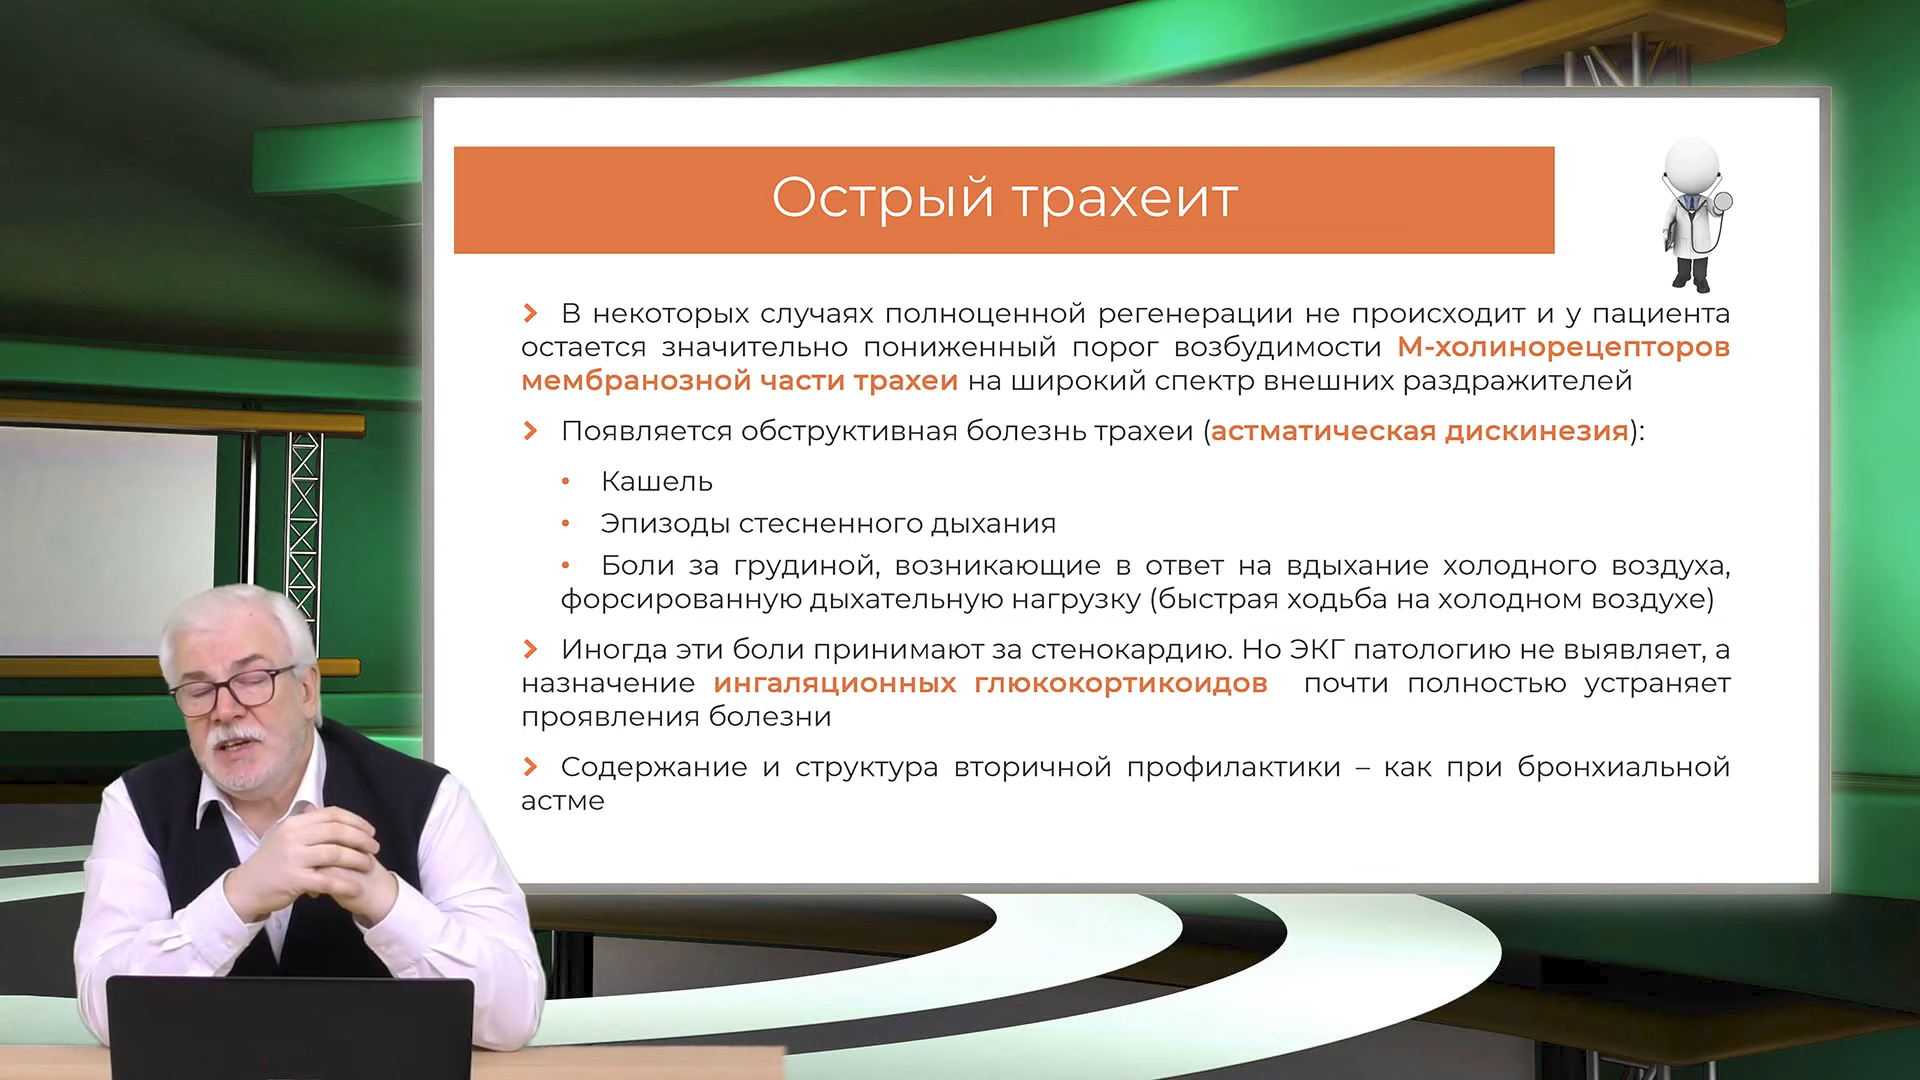 Острый трахеит
В некоторых случаях полноценной регенерации не происходит и у пациента
остается значительно пониженный порог возбудимости М-холинорецепторов
мембранозной части трахеи на широкий спектр внешних раздражителей
Появляется обструктивная болезнь трахеи (астматическая дискинезия):
• Кашель
• Эпизоды стесненного дыхания
• Боли за грудиной, возникающие в ответ на вдыхание холодного воздуха,
форсированную дыхательную нагрузку (быстрая ходьба на холодном воздухе)
Иногда эти боли принимают за стенокардию. Но ЭКГ патологию не выявляет, а
назначение ингаляционных глюкокортикоидов почти полностью устраняет
проявления болезни
Содержание и структура вторичной профилактики – как при бронхиальной
астме